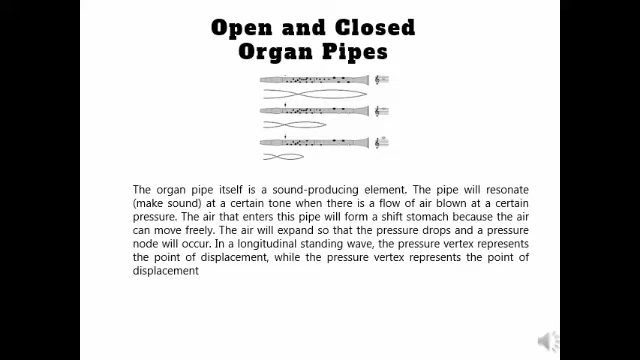 Open and Closed
Organ Pipes
The organ pipe itself is a sound-producing element. The pipe will resonate
(make sound) at a certain tone when there is a flow of air blown at a certain
pressure. The air that enters this pipe will form a shift stomach because the air
can move freely. The air will expand so that the pressure drops and a pressure
node will occur. In a longitudinal standing wave, the pressure vertex represents
the point of displacement, while the pressure vertex represents the point of
displacement